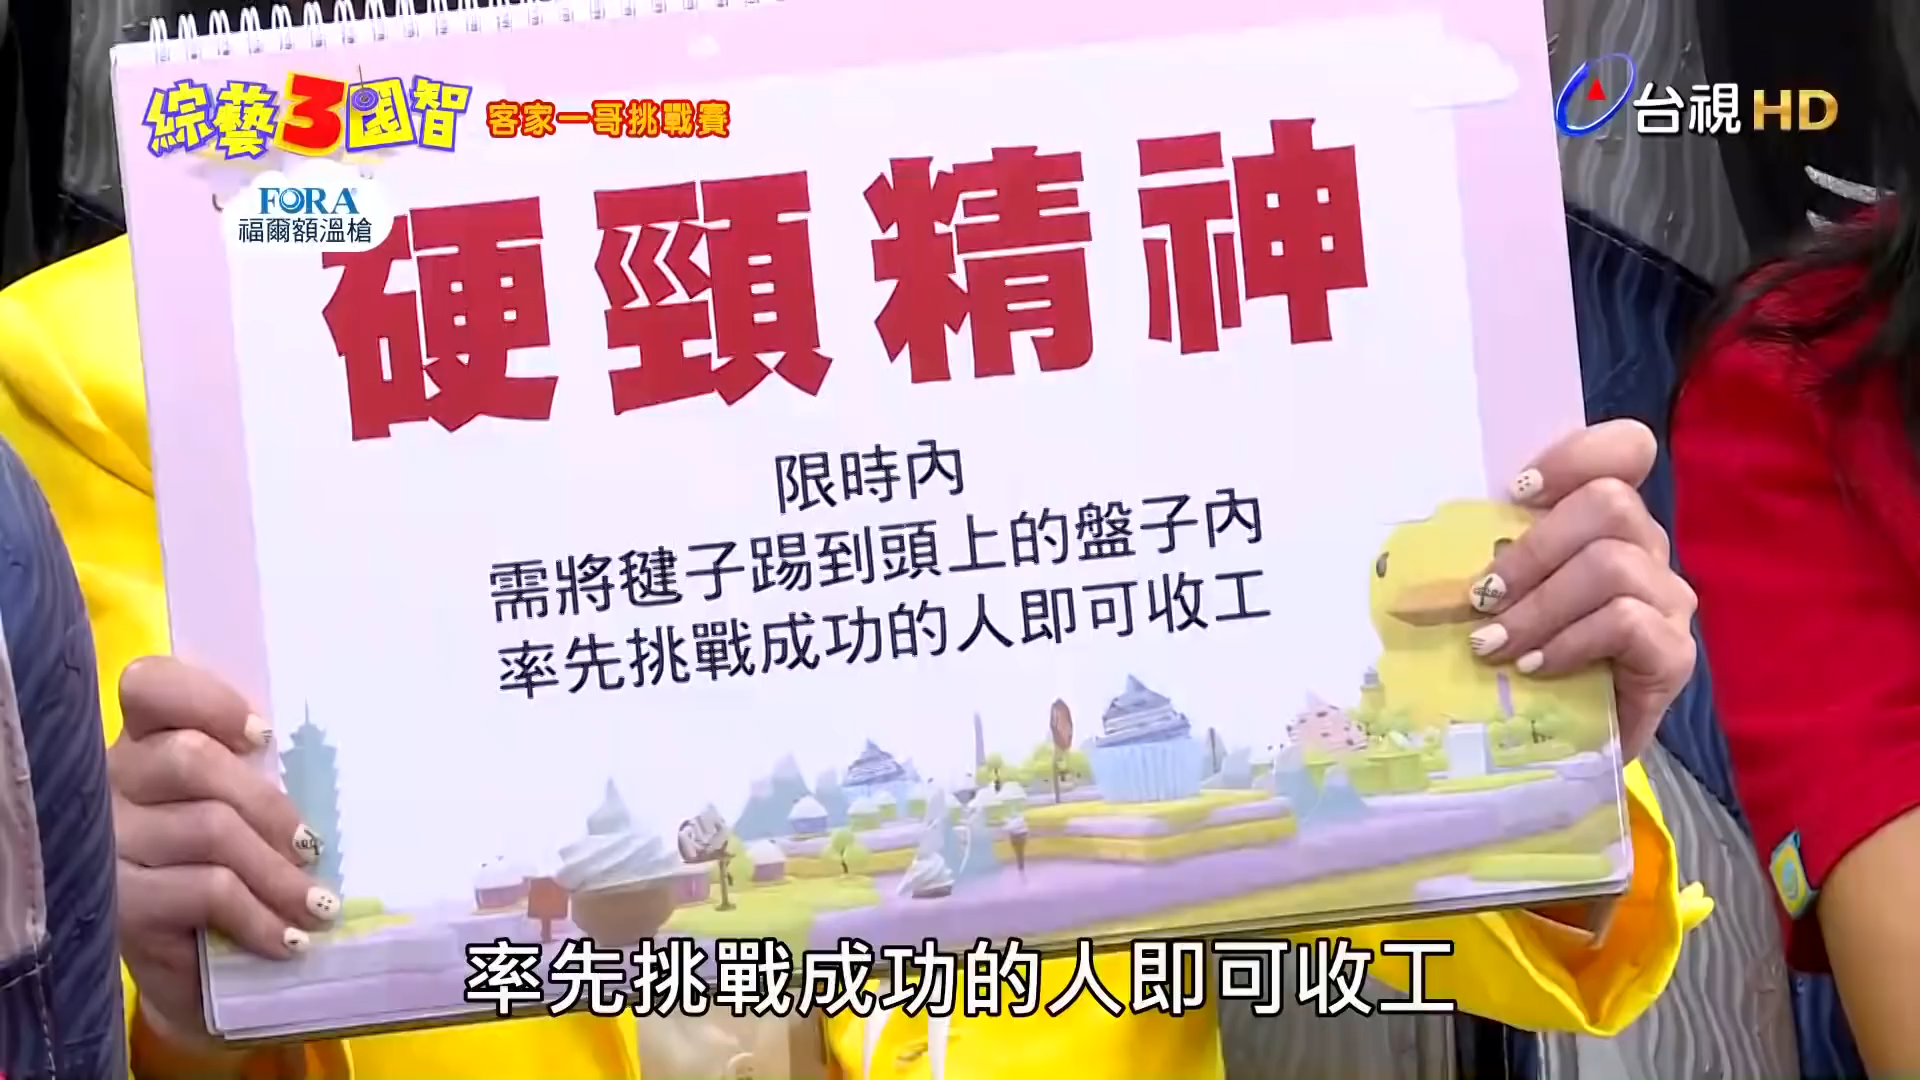 綜藝3國智
客家一哥挑戰賽
台視HD
FORA
福爾額溫槍
硬頸精神
限時內
需將毽子踢到頭上的盤子內
率先挑戰成功的人即可收工
率先挑戰成功的人即可收工